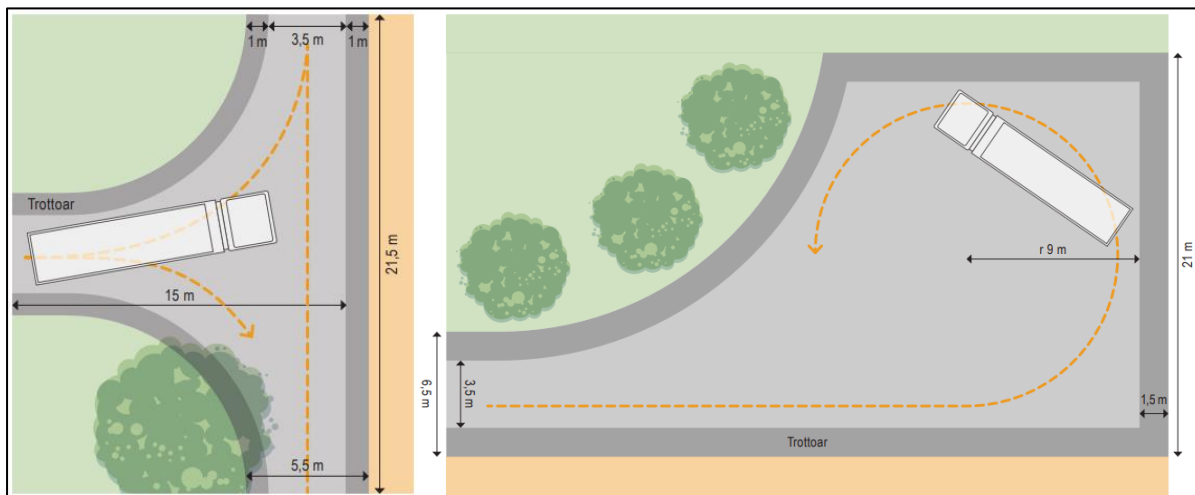 1 m
3,5 m
1 m
Trottoar
21,5 m
15 m
5,5 m
r 9 m
21 m
6,5 m
3,5 m
1,5 m
Trottoar